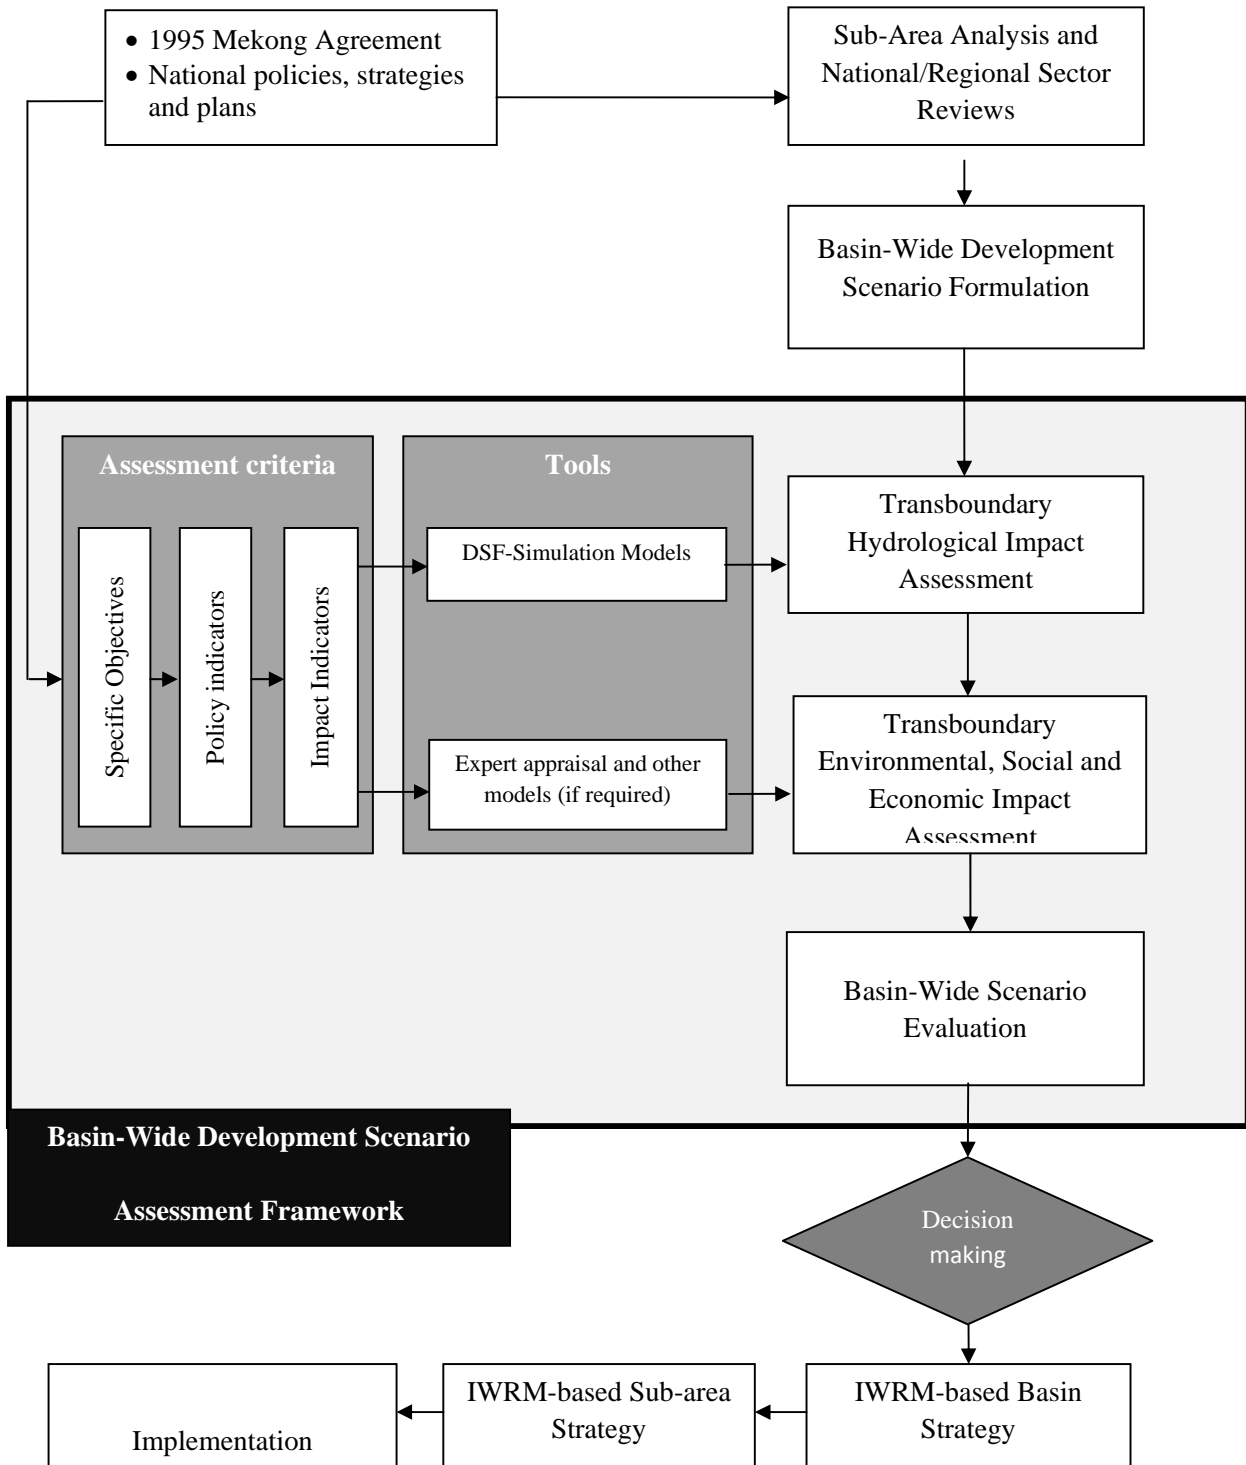 • 1995 Mekong Agreement
• National policies, strategies
and plans
Sub-Area Analysis and
National/Regional Sector
Reviews
Basin-Wide Development
Scenario Formulation
Assessment criteria
Specific Objectives
Policy indicators
Impact Indicators
Tools
DSF-Simulation Models
Expert appraisal and other
models (if required)
Transboundary
Hydrological Impact
Assessment
Transboundary
Environmental, Social and
Economic Impact
Assessment
Basin-Wide Scenario
Evaluation
Basin-Wide Development Scenario
Assessment Framework
Decision
making
IWRM-based Basin
Strategy
IWRM-based Sub-area
Strategy
Implementation